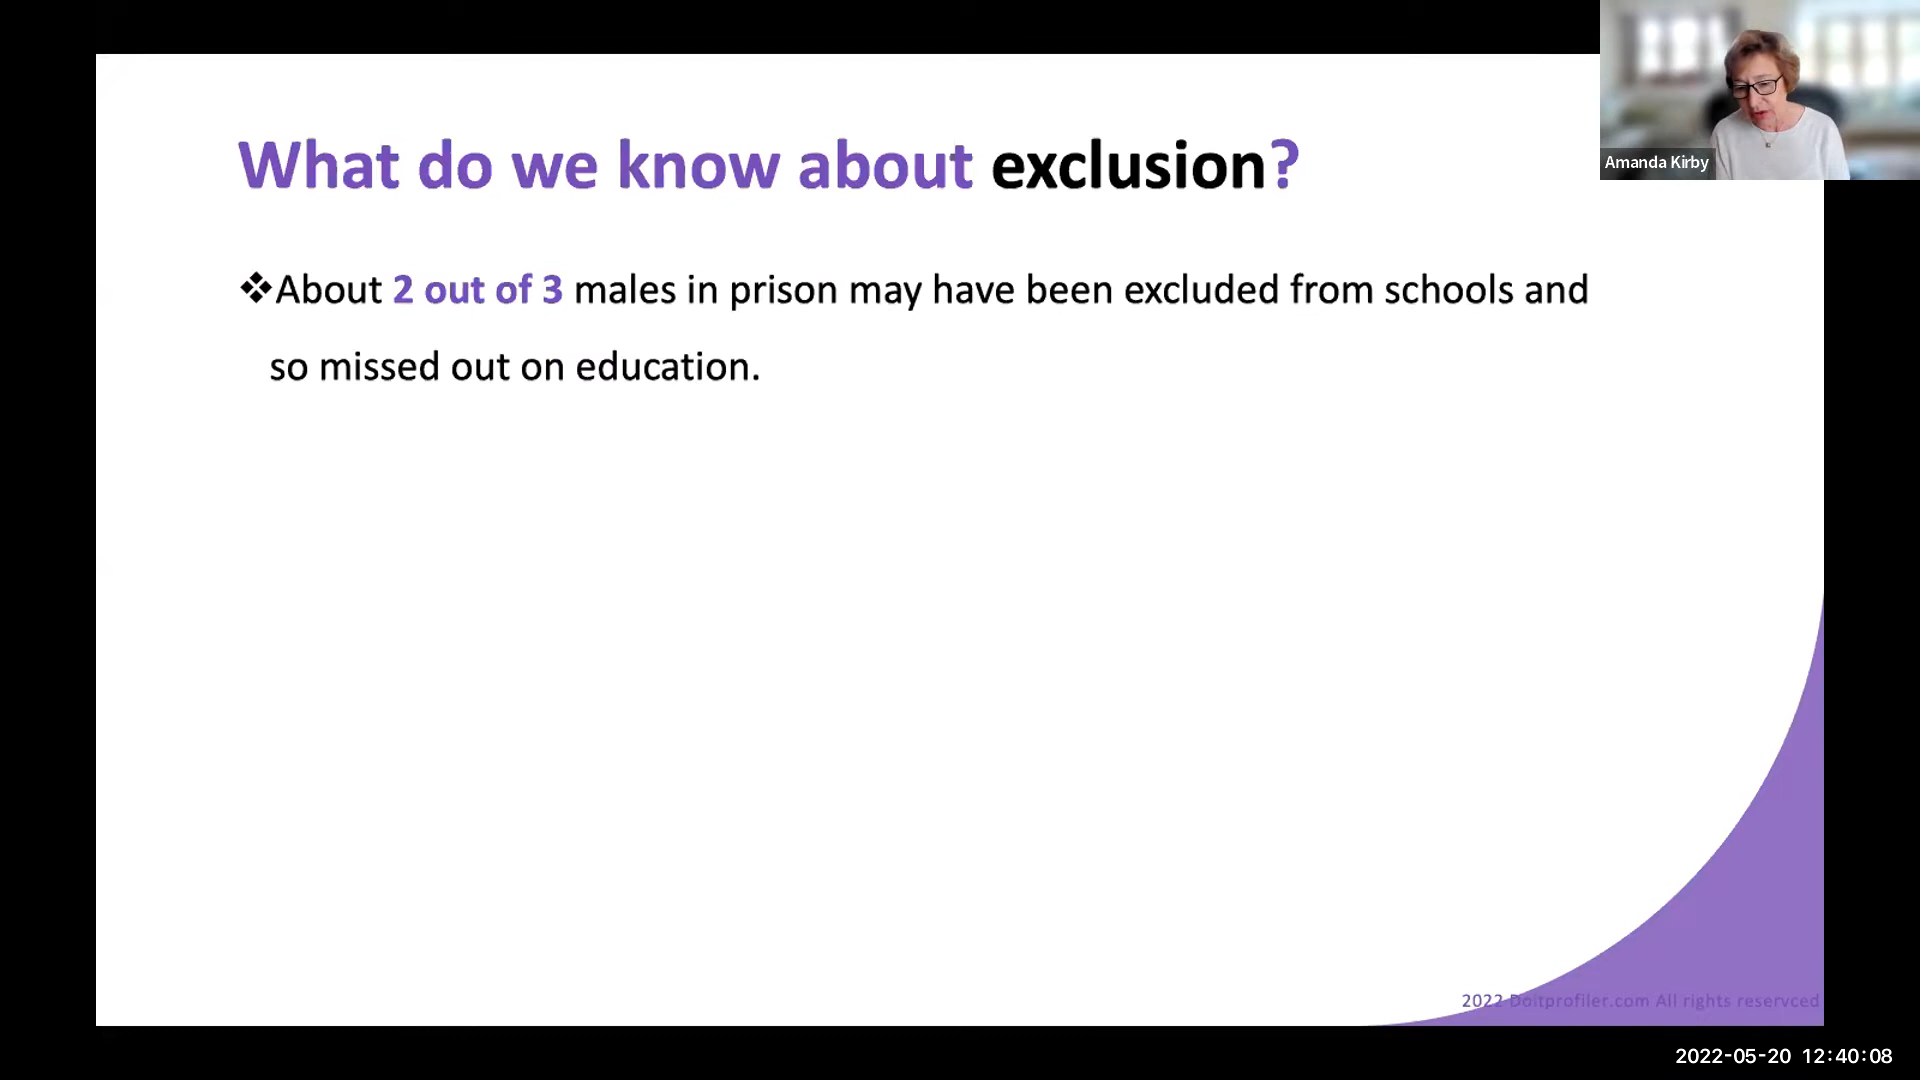 What do we know about exclusion?
❖About 2 out of 3 males in prison may have been excluded from schools and
so missed out on education.
Amanda Kirby
2022 Doitprofiler.com All rights reservced
2022-05-20 12:40:08